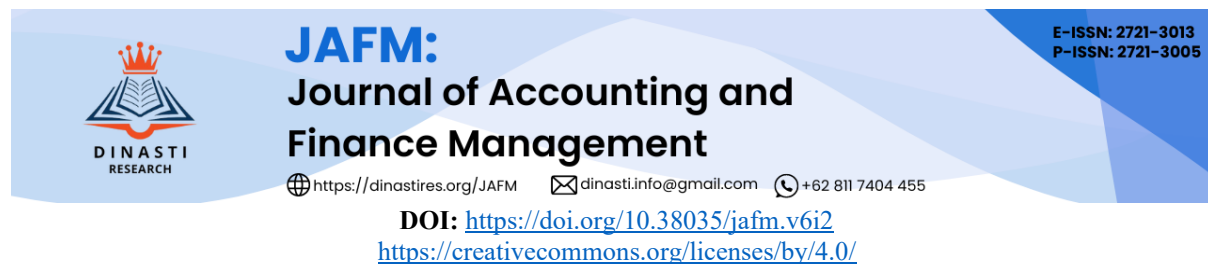 JAFM:
Journal of Accounting and
Finance Management
E-ISSN: 2721-3013
P-ISSN: 2721-3005
DINASTI
RESEARCH
https://dinastires.org/JAFM dinasti.info@gmail.com +62 811 7404 455
DOI: https://doi.org/10.38035/jafm.v6i2
https://creativecommons.org/licenses/by/4.0/